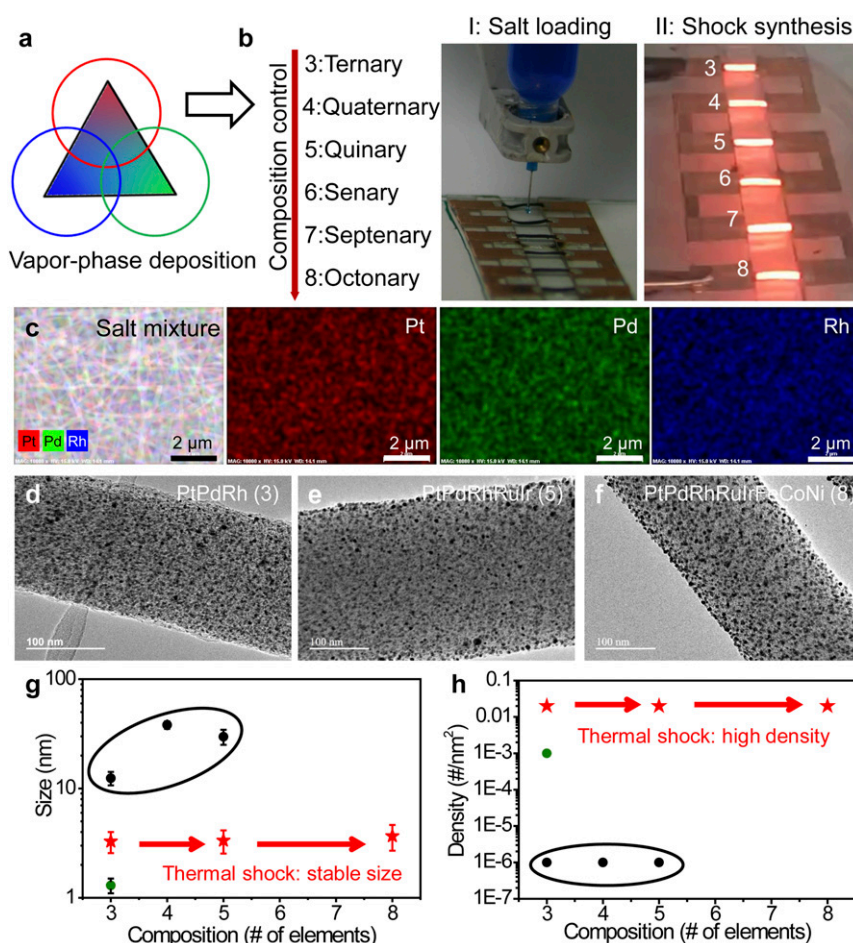 a
Vapor-phase deposition
b
Composition control
3:Ternary
4:Quaternary
5:Quinary
6:Senary
7:Septenary
8:Octonary
I: Salt loading
II: Shock synthesis
3
4
5
6
7
8
c Salt mixture
Pt Pd Rh
2 µm
Pt
2 µm
Pd
2 µm
Rh
2 µm
d PtPdRh (3)
100 nm
e PtPdRhRuIr (5)
100 nm
f PtPdRhRuIrFeCoNi (8)
100 nm
g
Size (nm)
100
10
1
Thermal shock: stable size
3 4 5 6 7 8
Composition (# of elements)
h
Density (#/nm²)
0.1
0.01
1E-3
1E-4
1E-5
1E-6
1E-7
Thermal shock: high density
3 4 5 6 7 8
Composition (# of elements)